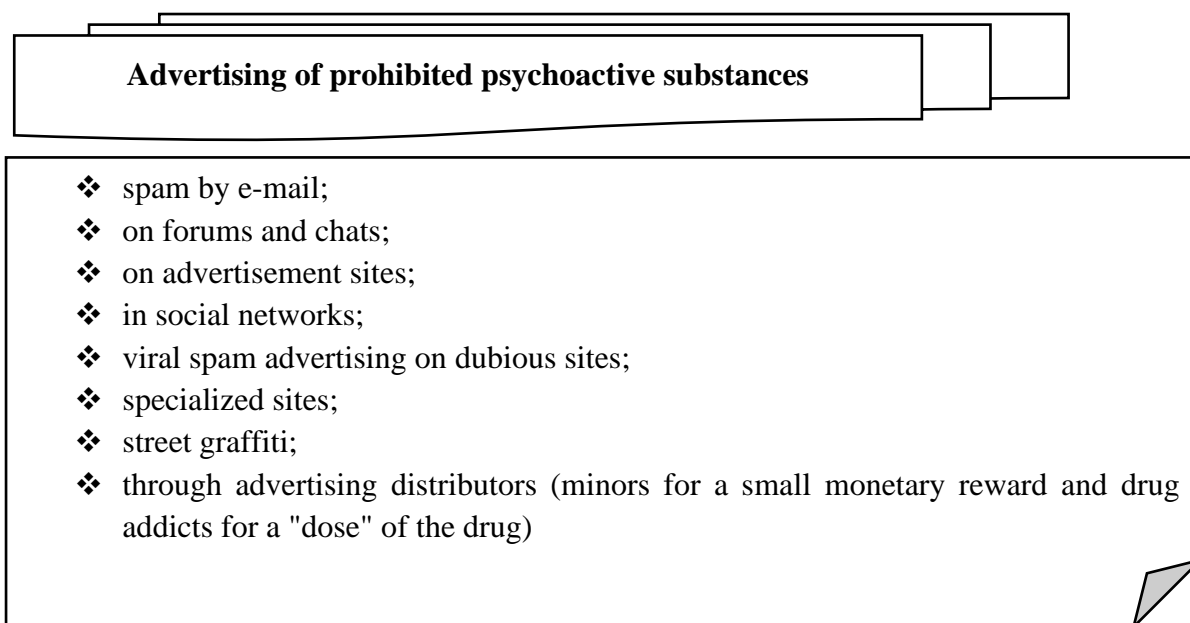 Advertising of prohibited psychoactive substances
❖ spam by e-mail;
❖ on forums and chats;
❖ on advertisement sites;
❖ in social networks;
❖ viral spam advertising on dubious sites;
❖ specialized sites;
❖ street graffiti;
❖ through advertising distributors (minors for a small monetary reward and drug
addicts for a "dose" of the drug)